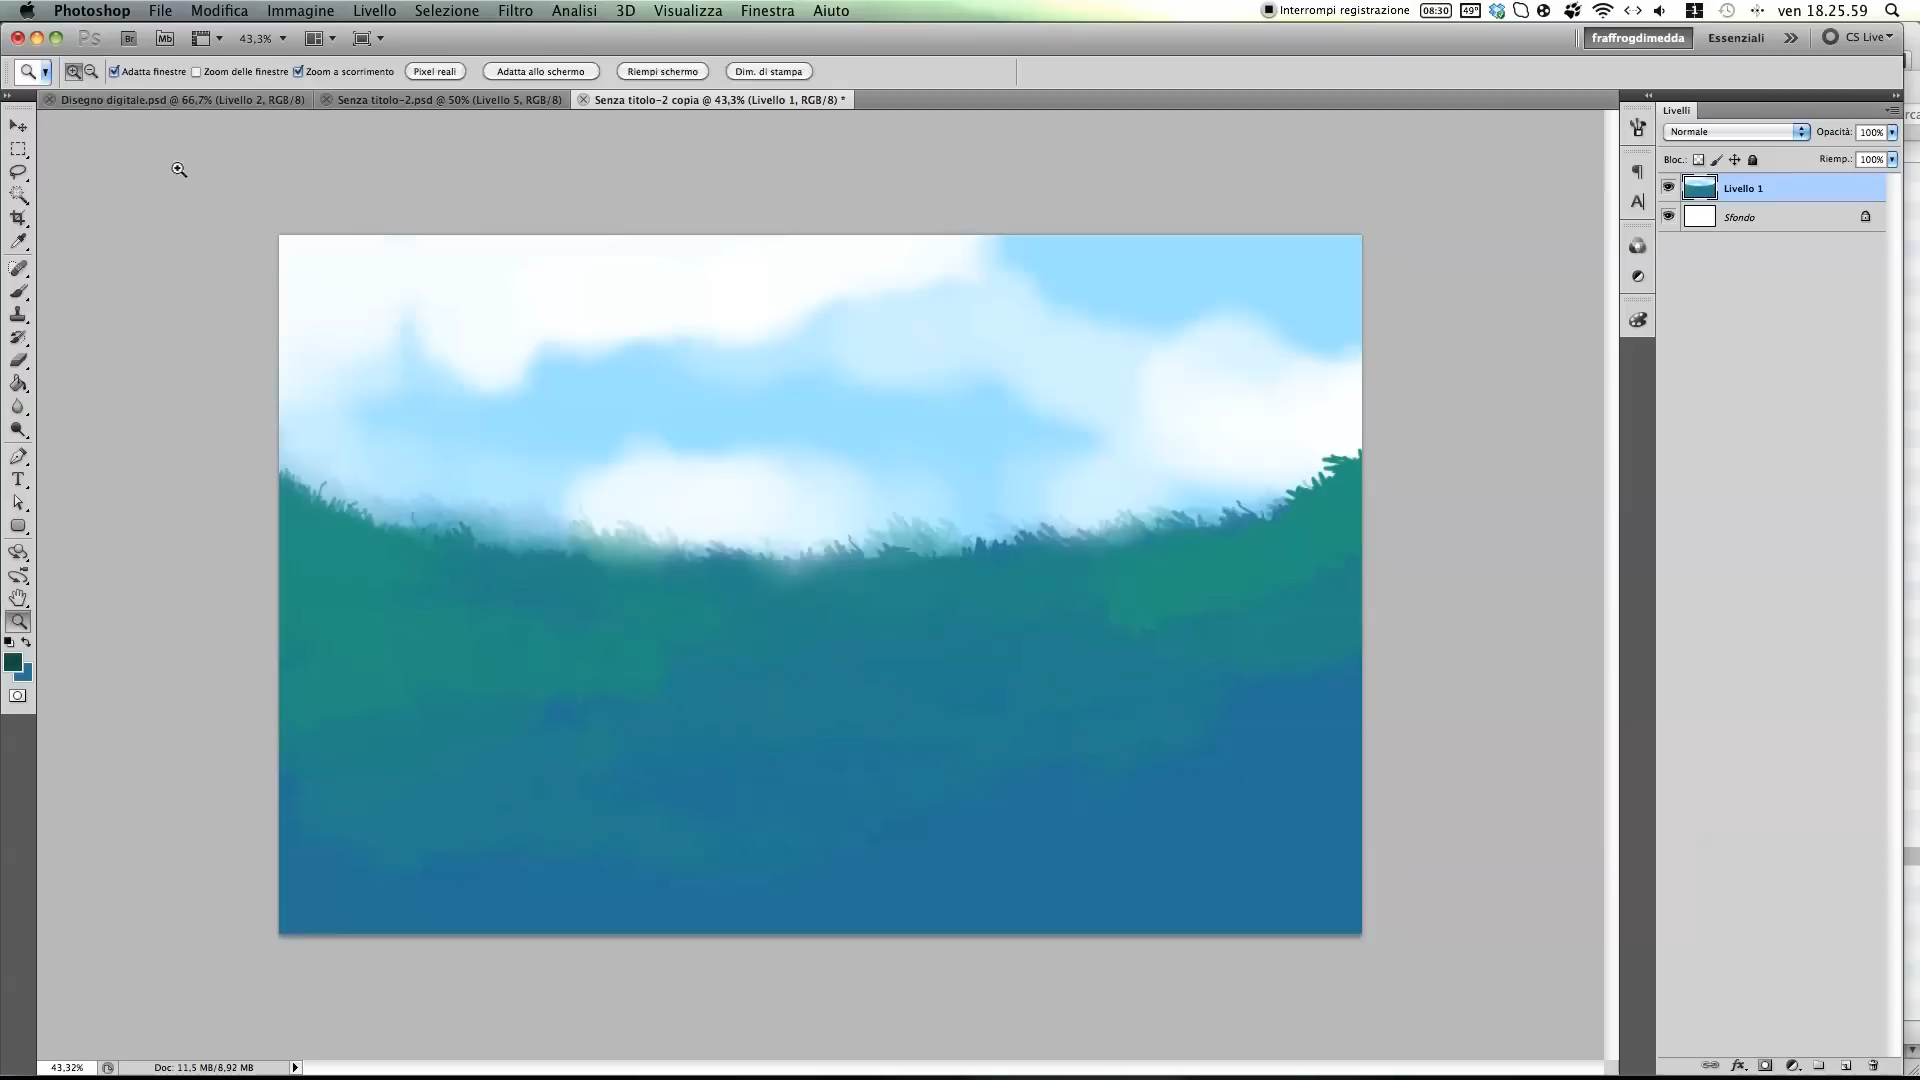 Photoshop File Modifica Immagine Livello Selezione Filtro Analisi 3D Visualizza Finestra Aiuto Interrompi registrazione 08:30 49° 1 ven 18.25.59
Ps Br Mb 43,3% fraffrogdimedda Essenziali CS Live
Adatta finestre Zoom delle finestre Zoom a scorrimento Pixel reali Adatta allo schermo Riempi schermo Dim. di stampa
Disegno digitale.psd @ 66,7% (Livello 2, RGB/8) Senza titolo-2.psd @ 50% (Livello 5, RGB/8) Senza titolo-2 copia @ 43,3% (Livello 1, RGB/8) *
Livelli
Normale Opacità: 100%
Bloc.: Riemp.: 100%
Livello 1
Sfondo
43,32% Doc: 11,5 MB/8,92 MB